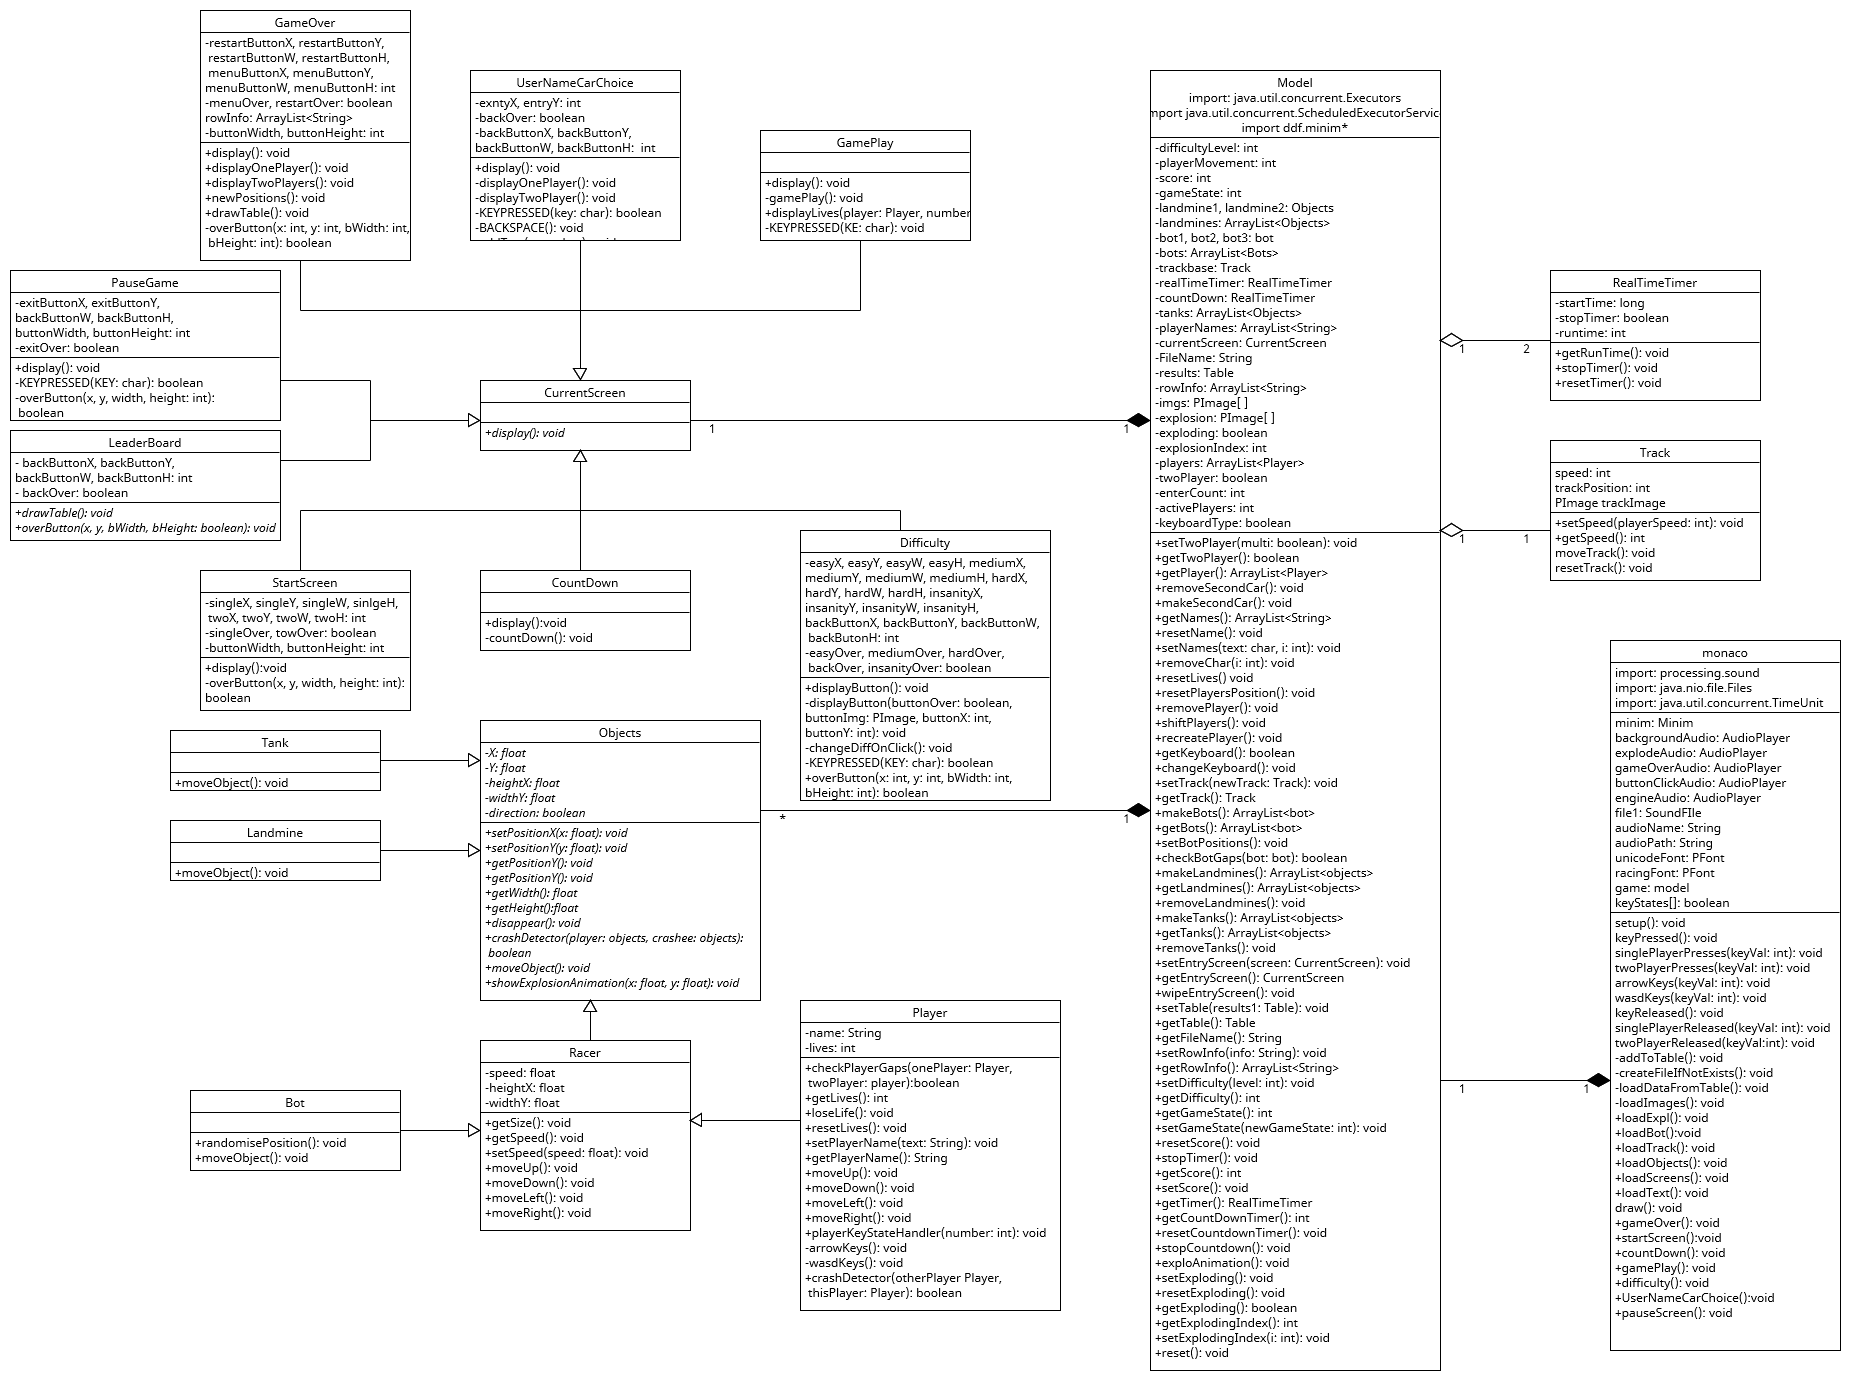 GameOver
-restartButtonX, restartButtonY,
restartButtonW, restartButtonH,
menuButtonX, menuButtonY,
menuButtonW, menuButtonH: int
-menuOver, restartOver: boolean
rowInfo: ArrayList<String>
-buttonWidth, buttonHeight: int
+display(): void
+displayOnePlayer(): void
+displayTwoPlayers(): void
+newPositions(): void
+drawTable(): void
-overButton(x: int, y: int, bWidth: int,
bHeight: int): boolean
UserNameCarChoice
-exntyX, entryY: int
-backOver: boolean
-backButtonX, backButtonY,
backButtonW, backButtonH:  int
+display(): void
-displayOnePlayer(): void
-displayTwoPlayer(): void
-KEYPRESSED(key: char): boolean
-BACKSPACE(): void
GamePlay
+display(): void
-gamePlay(): void
+displayLives(player: Player, number
-KEYPRESSED(KE: char): void
PauseGame
-exitButtonX, exitButtonY,
backButtonW, backButtonH,
buttonWidth, buttonHeight: int
-exitOver: boolean
+display(): void
-KEYPRESSED(KEY: char): boolean
-overButton(x, y, width, height: int):
boolean
LeaderBoard
- backButtonX, backButtonY,
backButtonW, backButtonH: int
- backOver: boolean
+drawTable(): void
+overButton(x, y, bWidth, bHeight: boolean): void
CurrentScreen
+display(): void
1
1
StartScreen
-singleX, singleY, singleW, sinlgeH,
twoX, twoY, twoW, twoH: int
-singleOver, towOver: boolean
-buttonWidth, buttonHeight: int
+display():void
-overButton(x, y, width, height: int):
boolean
CountDown
+display():void
-countDown(): void
Difficulty
-easyX, easyY, easyW, easyH, mediumX,
mediumY, mediumW, mediumH, hardX,
hardY, hardW, hardH, insanityX,
insanityY, insanityW, insanityH,
backButtonX, backButtonY, backButtonW,
backButonH: int
-easyOver, mediumOver, hardOver,
backOver, insanityOver: boolean
+displayButton(): void
-displayButton(buttonOver: boolean,
buttonImg: PImage, buttonX: int,
buttonY: int): void
-changeDiffOnClick(): void
-KEYPRESSED(KEY: char): boolean
+overButton(x: int, y: int, bWidth: int,
bHeight: int): boolean
Tank
+moveObject(): void
Landmine
+moveObject(): void
Objects
-X: float
-Y: float
-heightX: float
-widthY: float
-direction: boolean
+setPositionX(x: float): void
+setPositionY(y: float): void
+getPositionY(): void
+getPositionY(): void
+getWidth(): float
+getHeight():float
+disappear(): void
+crashDetector(player: objects, crashee: objects):
boolean
+moveObject(): void
+showExplosionAnimation(x: float, y: float): void
*
1
Racer
-speed: float
-heightX: float
-widthY: float
+getSize(): void
+getSpeed(): void
+setSpeed(speed: float): void
+moveUp(): void
+moveDown(): void
+moveLeft(): void
+moveRight(): void
Bot
+randomisePosition(): void
+moveObject(): void
Player
-name: String
-lives: int
+checkPlayerGaps(onePlayer: Player,
twoPlayer: player):boolean
+getLives(): int
+loseLife(): void
+resetLives(): void
+setPlayerName(text: String): void
+getPlayerName(): String
+moveUp(): void
+moveDown(): void
+moveLeft(): void
+moveRight(): void
+playerKeyStateHandler(number: int): void
-arrowKeys(): void
-wasdKeys(): void
+crashDetector(otherPlayer Player,
thisPlayer: Player): boolean
Model
import: java.util.concurrent.Executors
java.util.concurrent.ScheduledExecutorServic
import ddf.minim*
-difficultyLevel: int
-playerMovement: int
-score: int
-gameState: int
-landmine1, landmine2: Objects
-landmines: ArrayList<Objects>
-bot1, bot2, bot3: bot
-bots: ArrayList<Bots>
-trackbase: Track
-realTimeTimer: RealTimeTimer
-countDown: RealTimeTimer
-tanks: ArrayList<Objects>
-playerNames: ArrayList<String>
-currentScreen: CurrentScreen
-FileName: String
-results: Table
-rowInfo: ArrayList<String>
-imgs: PImage[ ]
-explosion: PImage[ ]
-exploding: boolean
-explosionIndex: int
-players: ArrayList<Player>
-twoPlayer: boolean
-enterCount: int
-activePlayers: int
-keyboardType: boolean
+setTwoPlayer(multi: boolean): void
+getTwoPlayer(): boolean
+getPlayer(): ArrayList<Player>
+removeSecondCar(): void
+makeSecondCar(): void
+getNames(): ArrayList<String>
+resetName(): void
+setNames(text: char, i: int): void
+removeChar(i: int): void
+resetLives() void
+resetPlayersPosition(): void
+removePlayer(): void
+shiftPlayers(): void
+recreatePlayer(): void
+getKeyboard(): boolean
+changeKeyboard(): void
+setTrack(newTrack: Track): void
+getTrack(): Track
+makeBots(): ArrayList<bot>
+getBots(): ArrayList<bot>
+setBotPositions(): void
+checkBotGaps(bot: bot): boolean
+makeLandmines(): ArrayList<objects>
+getLandmines(): ArrayList<objects>
+removeLandmines(): void
+makeTanks(): ArrayList<objects>
+getTanks(): ArrayList<objects>
+removeTanks(): void
+setEntryScreen(screen: CurrentScreen): void
+getEntryScreen(): CurrentScreen
+wipeEntryScreen(): void
+setTable(results1: Table): void
+getTable(): Table
+getFileName(): String
+setRowInfo(info: String): void
+getRowInfo(): ArrayList<String>
+setDifficulty(level: int): void
+getDifficulty(): int
+getGameState(): int
+setGameState(newGameState: int): void
+resetScore(): void
+stopTimer(): void
+getScore(): int
+setScore(): void
+getTimer(): RealTimeTimer
+getCountDownTimer(): int
+resetCountdownTimer(): void
+stopCountdown(): void
+exploAnimation(): void
+setExploding(): void
+resetExploding(): void
+getExploding(): boolean
+getExplodingIndex(): int
+setExplodingIndex(i: int): void
+reset(): void
1
2
RealTimeTimer
-startTime: long
-stopTimer: boolean
-runtime: int
+getRunTime(): void
+stopTimer(): void
+resetTimer(): void
1
1
Track
speed: int
trackPosition: int
PImage trackImage
+setSpeed(playerSpeed: int): void
+getSpeed(): int
moveTrack(): void
resetTrack(): void
1
1
monaco
import: processing.sound
import: java.nio.file.Files
import: java.util.concurrent.TimeUnit
minim: Minim
backgroundAudio: AudioPlayer
explodeAudio: AudioPlayer
gameOverAudio: AudioPlayer
buttonClickAudio: AudioPlayer
engineAudio: AudioPlayer
file1: SoundFIle
audioName: String
audioPath: String
unicodeFont: PFont
racingFont: PFont
game: model
keyStates[]: boolean
setup(): void
keyPressed(): void
singlePlayerPresses(keyVal: int): void
twoPlayerPresses(keyVal: int): void
arrowKeys(keyVal: int): void
wasdKeys(keyVal: int): void
keyReleased(): void
singlePlayerReleased(keyVal: int): void
twoPlayerReleased(keyVal:int): void
-addToTable(): void
-createFileIfNotExists(): void
-loadDataFromTable(): void
-loadImages(): void
+loadExpl(): void
+loadBot():void
+loadTrack(): void
+loadObjects(): void
+loadScreens(): void
+loadText(): void
draw(): void
+gameOver(): void
+startScreen():void
+countDown(): void
+gamePlay(): void
+difficulty(): void
+UserNameCarChoice():void
+pauseScreen(): void